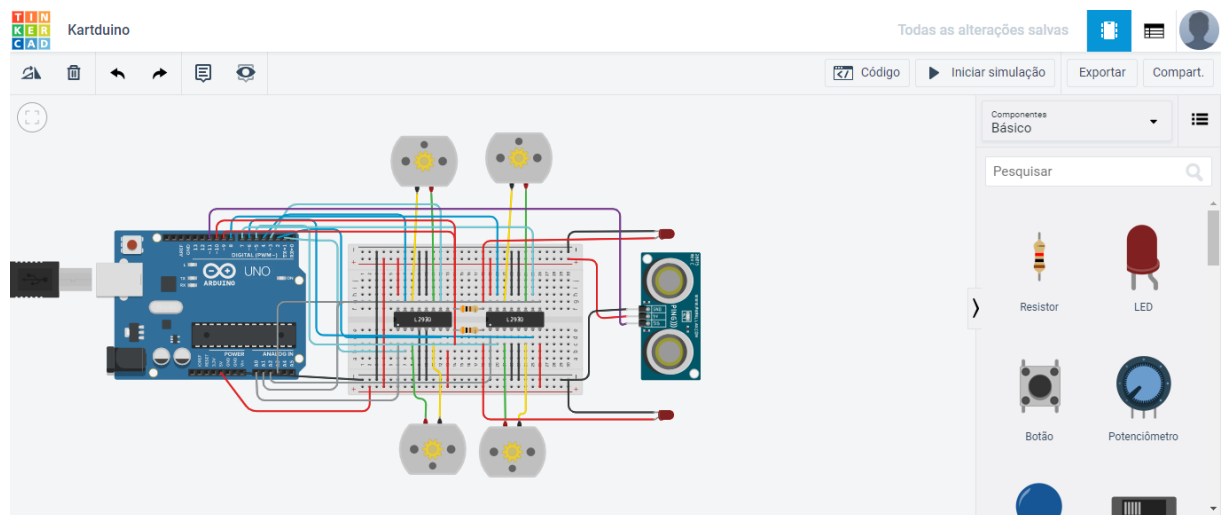 TIN
KER
CAD
Kartduino
Todas as alterações salvas
Código
Iniciar simulação
Exportar
Compart.
Componentes
Básico
Pesquisar
Resistor
LED
Botão
Potenciômetro
DIGITAL (PWM~)
UNO
ARDUINO
POWER
ANALOG IN
L293D
L293D
PING)))